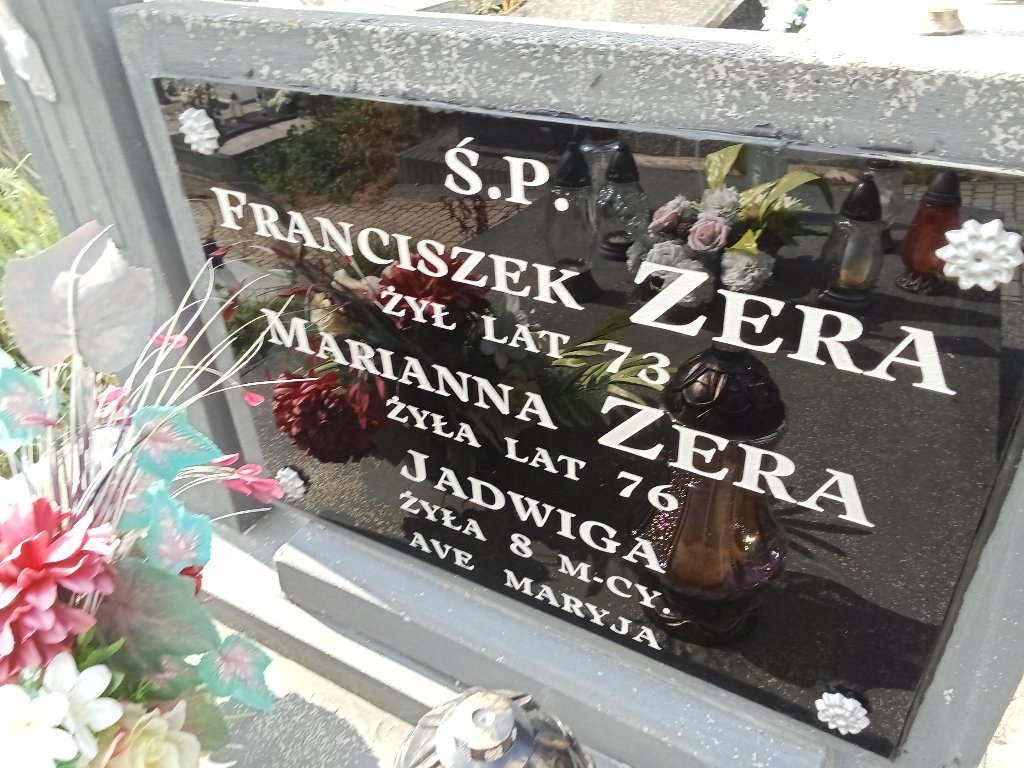 Ś.P.
FRANCISZEK ZERA
ŻYŁ LAT 73
MARIANNA ZERA
ŻYŁA LAT 76
JADWIGA
ŻYŁA 8 M-CY.
AVE MARYJA